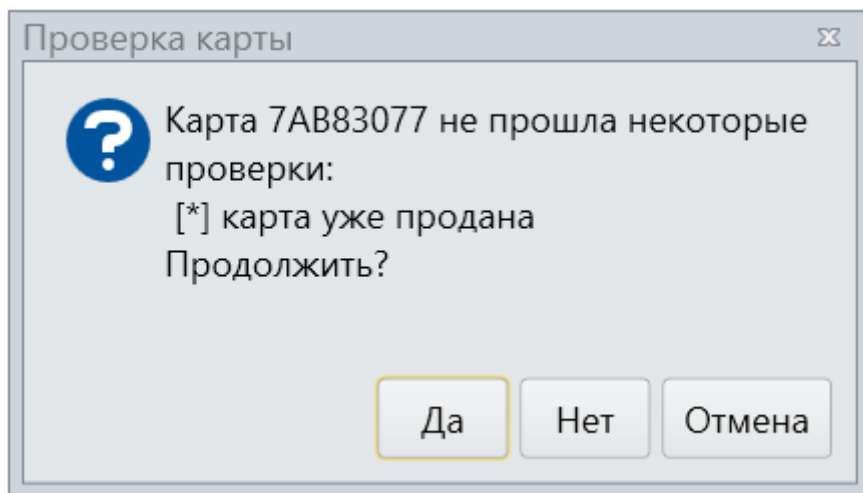 Проверка карты
Карта 7AB83077 не прошла некоторые
проверки:
[*] карта уже продана
Продолжить?
Да Нет Отмена